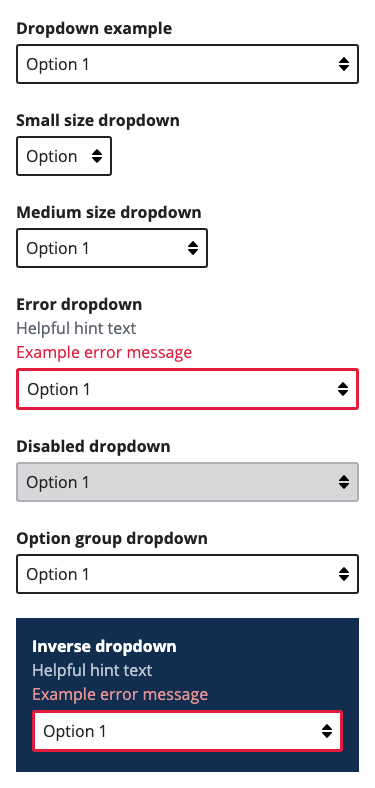 Dropdown example
Option 1
Small size dropdown
Option
Medium size dropdown
Option 1
Error dropdown
Helpful hint text
Example error message
Option 1
Disabled dropdown
Option 1
Option group dropdown
Option 1
Inverse dropdown
Helpful hint text
Example error message
Option 1